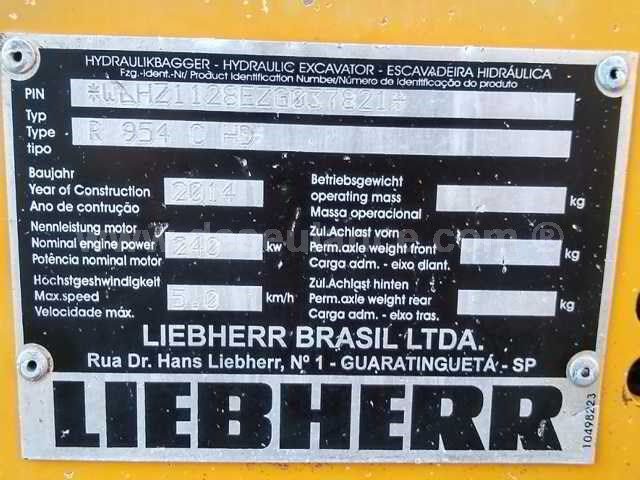 HYDRAULIKBAGGER - HYDRAULIC EXCAVATOR - ESCAVADEIRA HIDRÁULICA
Fzg.-Ident.-Nr/ Product Identification Number/Número de identificação do produto
PIN
Typ
Type R 954 C HD
tipo
Baujahr
Year of Construction 2014
Ano de contrução
Nennleistung motor
Nominal engine power 240 kw
Potência nominal motor
Höchstgeshwindigkeit
Max.speed 5.0 km/h
Velocidade máx.
Betriebsgewicht
operating mass kg
Massa operacional
Zul.Achlast vorn
Perm.axle weight front kg
Carga adm. - eixo diant.
Zul.Achlast hinten
Perm.axle weight rear kg
Carga adm. - eixo tras.
LIEBHERR BRASIL LTDA.
Rua Dr. Hans Liebherr, Nº 1 - GUARATINGUETÁ - SP
LIEBHERR
10498223